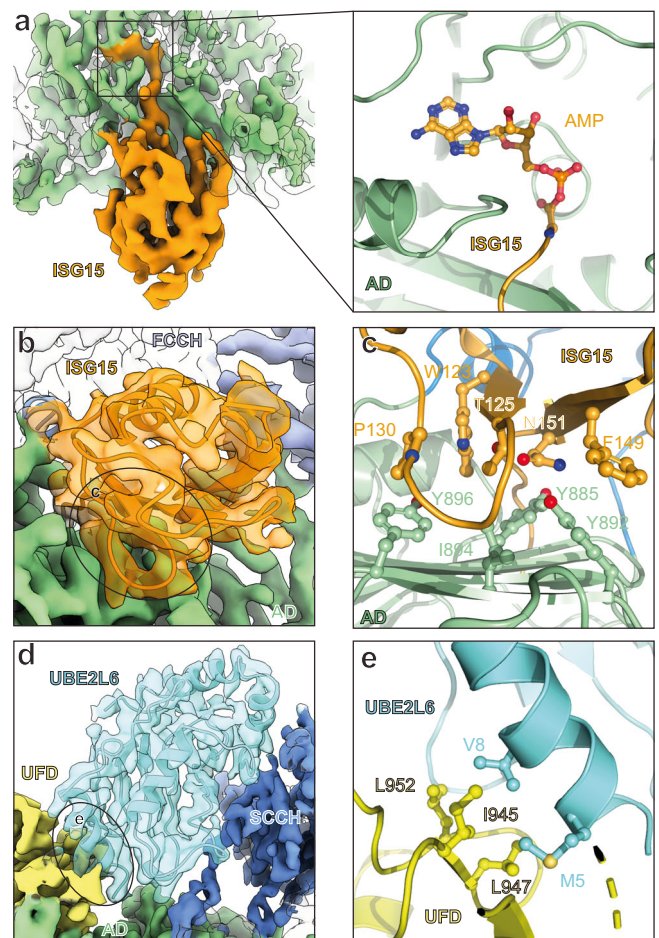 a
AMP
ISG15
ISG15
AD
b
FCCH
ISG15
c
AD
c
ISG15
W123
T125
N151
P130
F149
Y896
Y885
Y892
I894
AD
d
UBE2L6
UFD
e
SCCH
AD
e
UBE2L6
V8
L952
I945
L947
M5
UFD